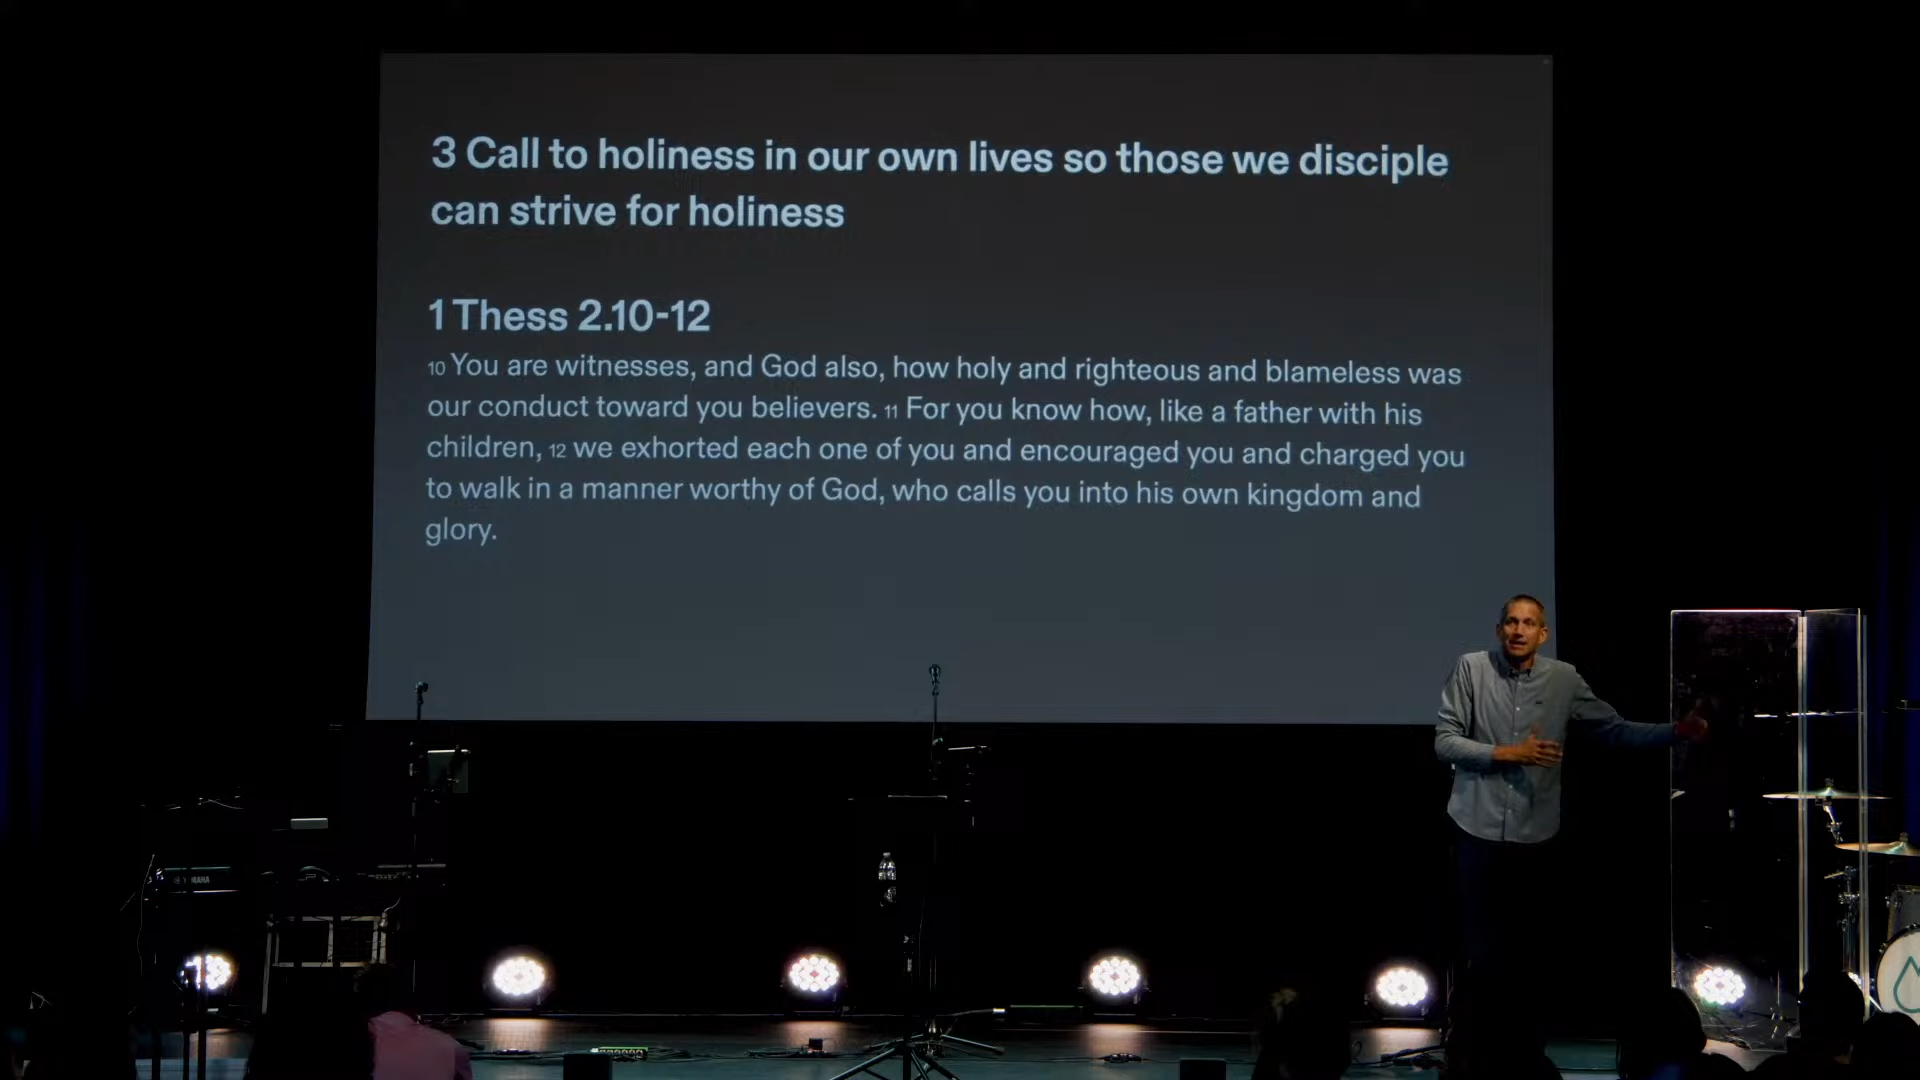 3 Call to holiness in our own lives so those we disciple
can strive for holiness
1 Thess 2.10-12
10 You are witnesses, and God also, how holy and righteous and blameless was
our conduct toward you believers. 11 For you know how, like a father with his
children, 12 we exhorted each one of you and encouraged you and charged you
to walk in a manner worthy of God, who calls you into his own kingdom and
glory.
YAMAHA